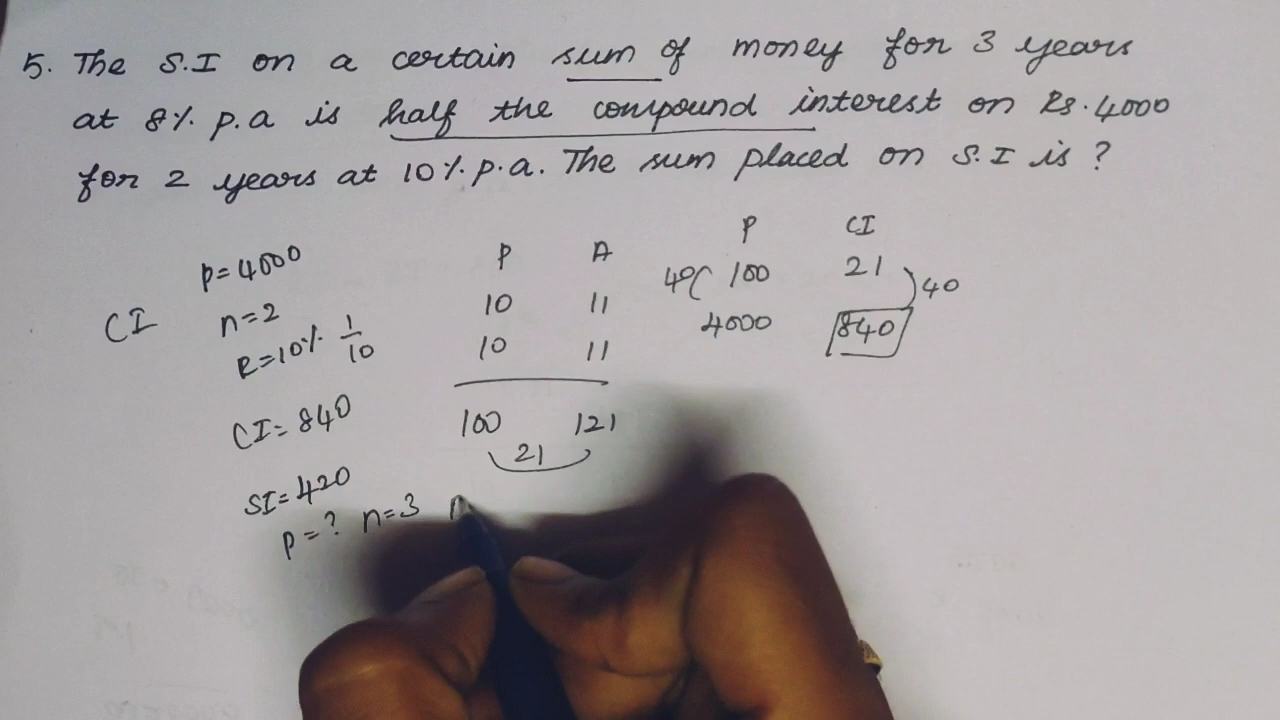 5. The S.I on a certain sum of money for 3 years
at 8%. p.a is half the compound interest on Rs.4000
for 2 years at 10%.p.a. The sum placed on S.I is ?
CI
P=4000
n=2
R=10% 1/10
CI=840
SI=420
P=? n=3
P A
10 11
10 11
100 121
21
P CI
40 100 21 40
4000 840